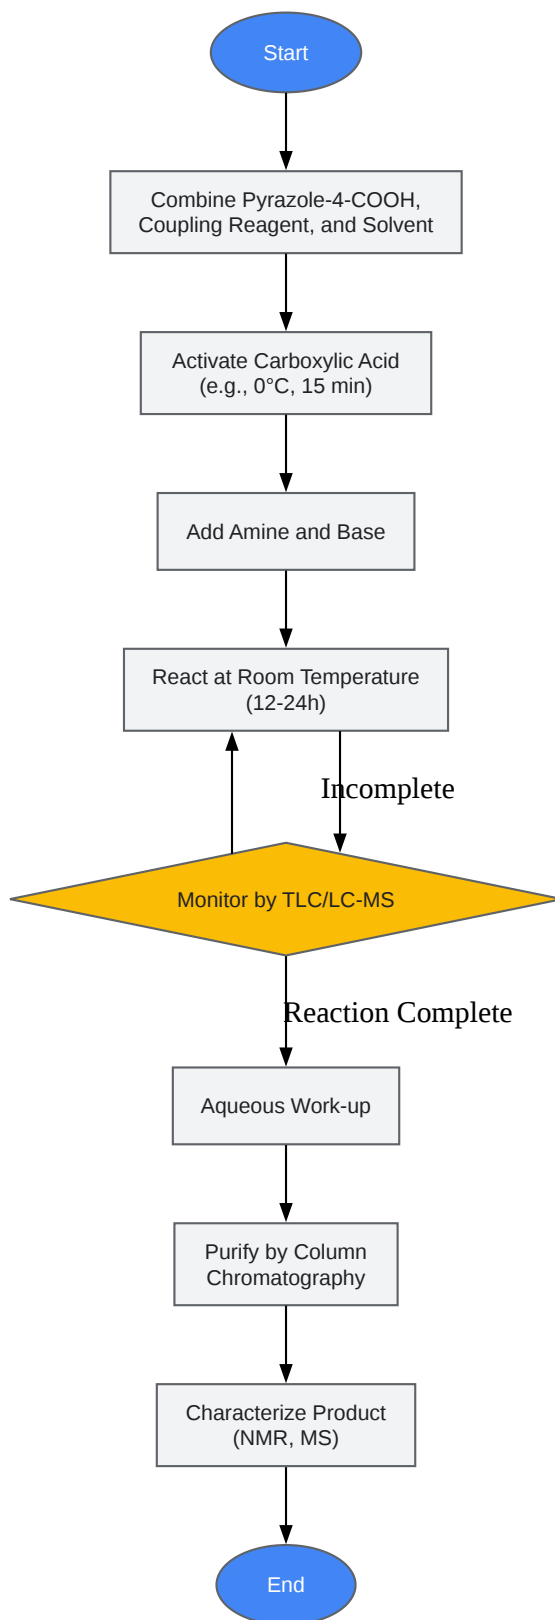 Start
Combine Pyrazole-4-COOH,
Coupling Reagent, and Solvent
Activate Carboxylic Acid
(e.g., 0°C, 15 min)
Add Amine and Base
React at Room Temperature
(12-24h)
Incomplete
Monitor by TLC/LC-MS
Reaction Complete
Aqueous Work-up
Purify by Column
Chromatography
Characterize Product
(NMR, MS)
End